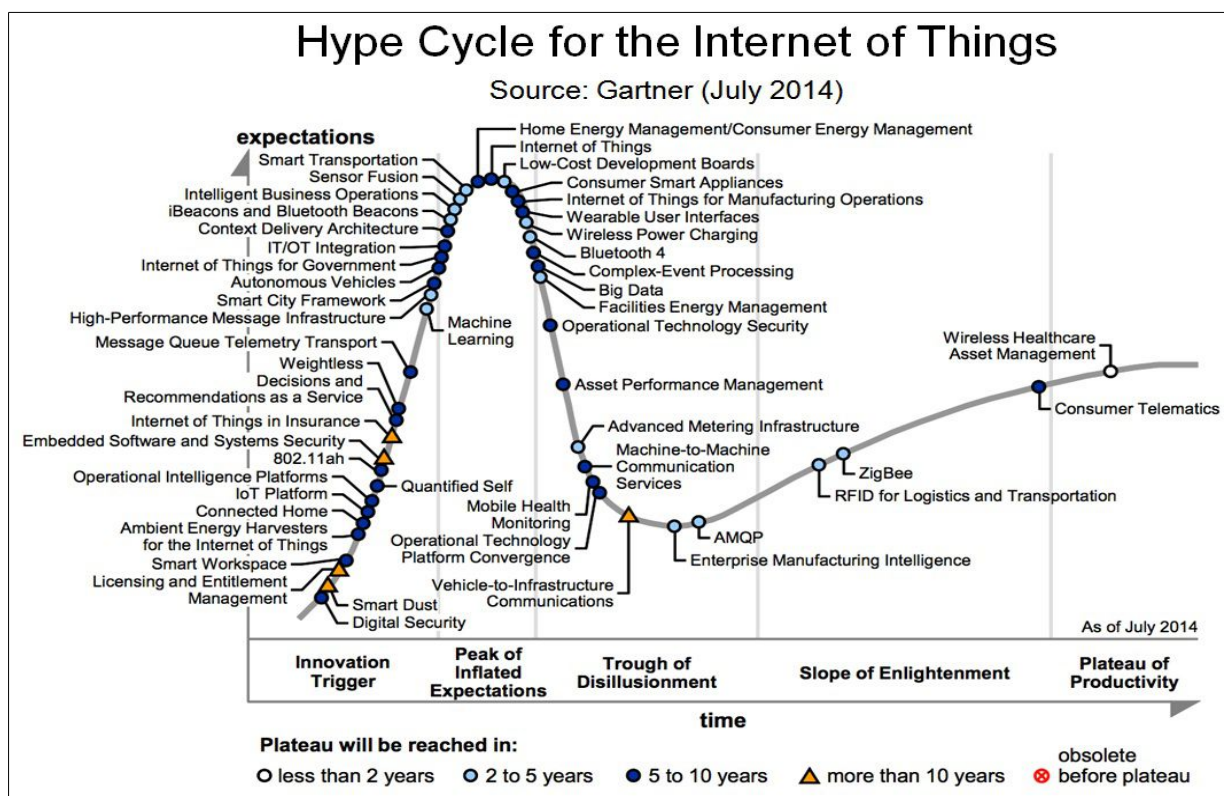 Hype Cycle for the Internet of Things
Source: Gartner (July 2014)
expectations
Home Energy Management/Consumer Energy Management
Internet of Things
Low-Cost Development Boards
Consumer Smart Appliances
Internet of Things for Manufacturing Operations
Wearable User Interfaces
Wireless Power Charging
Bluetooth 4
Complex-Event Processing
Big Data
Facilities Energy Management
Operational Technology Security
Asset Performance Management
Advanced Metering Infrastructure
Machine-to-Machine
Communication
Services
Mobile Health
Monitoring
Operational Technology
Platform Convergence
Vehicle-to-Infrastructure
Communications
AMQP
Enterprise Manufacturing Intelligence
ZigBee
RFID for Logistics and Transportation
Wireless Healthcare
Asset Management
Consumer Telematics
Smart Transportation
Sensor Fusion
Intelligent Business Operations
iBeacons and Bluetooth Beacons
Context Delivery Architecture
IT/OT Integration
Internet of Things for Government
Autonomous Vehicles
Smart City Framework
High-Performance Message Infrastructure
Machine
Learning
Message Queue Telemetry Transport
Weightless
Decisions and
Recommendations as a Service
Internet of Things in Insurance
Embedded Software and Systems Security
802.11ah
Operational Intelligence Platforms
Quantified Self
IoT Platform
Connected Home
Ambient Energy Harvesters
for the Internet of Things
Smart Workspace
Licensing and Entitlement
Management
Smart Dust
Digital Security
As of July 2014
Innovation
Trigger
Peak of
Inflated
Expectations
Trough of
Disillusionment
Slope of Enlightenment
Plateau of
Productivity
time
Plateau will be reached in:
less than 2 years
2 to 5 years
5 to 10 years
more than 10 years
obsolete
before plateau